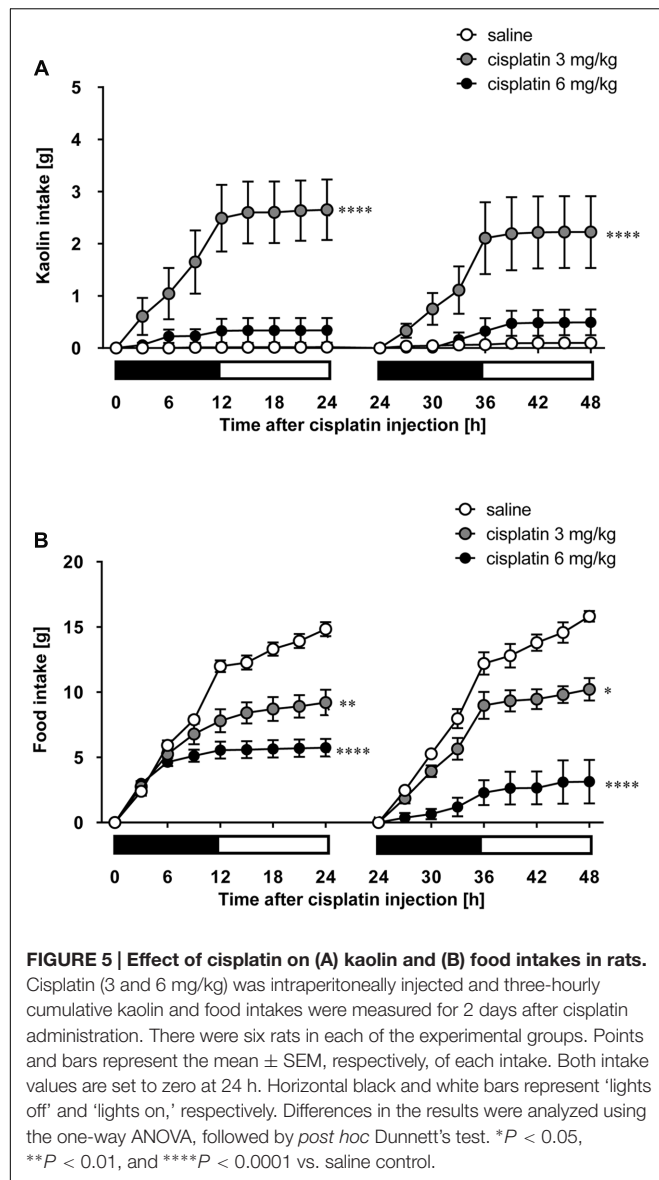 saline
A
cisplatin 3 mg/kg
cisplatin 6 mg/kg
5
4
3
2
1
0
Kaolin intake [g]
****
****
0 6 12 18 24 24 30 36 42 48
Time after cisplatin injection [h] Time after cisplatin injection [h]
saline
B
cisplatin 3 mg/kg
cisplatin 6 mg/kg
20
15
10
5
0
Food intake [g]
**
****
*
****
0 6 12 18 24 24 30 36 42 48
Time after cisplatin injection [h] Time after cisplatin injection [h]
FIGURE 5 | Effect of cisplatin on (A) kaolin and (B) food intakes in rats.
Cisplatin (3 and 6 mg/kg) was intraperitoneally injected and three-hourly
cumulative kaolin and food intakes were measured for 2 days after cisplatin
administration. There were six rats in each of the experimental groups. Points
and bars represent the mean ± SEM, respectively, of each intake. Both intake
values are set to zero at 24 h. Horizontal black and white bars represent ‘lights
off’ and ‘lights on,’ respectively. Differences in the results were analyzed using
the one-way ANOVA, followed by post hoc Dunnett’s test. *P < 0.05,
**P < 0.01, and ****P < 0.0001 vs. saline control.